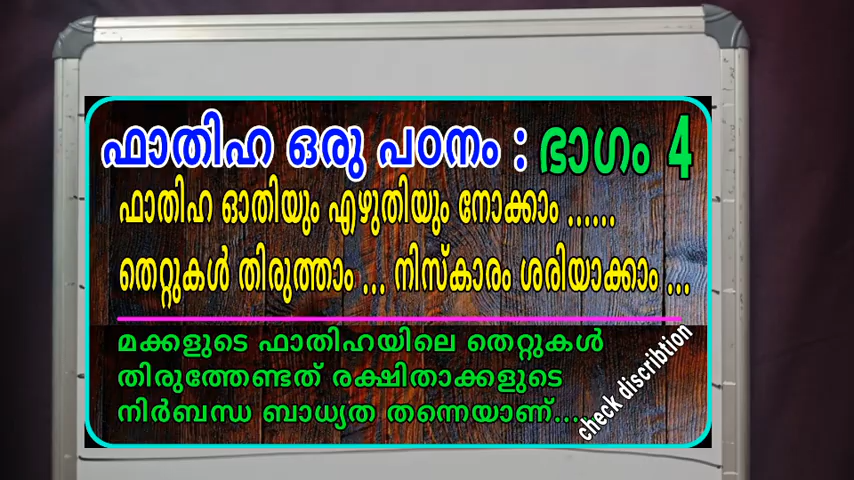 ഫാതിഹ ഒരു പഠനം : ഭാഗം 4
ഫാതിഹ ഓതിയും എഴുതിയും നോക്കാം ......
തെറ്റുകൾ തിരുത്താം ... നിസ്കാരം ശരിയാക്കാം ...
മക്കളുടെ ഫാതിഹയിലെ തെറ്റുകൾ
തിരുത്തേണ്ടത് രക്ഷിതാക്കളുടെ
നിർബന്ധ ബാധ്യത തന്നെയാണ്....
check discribtion